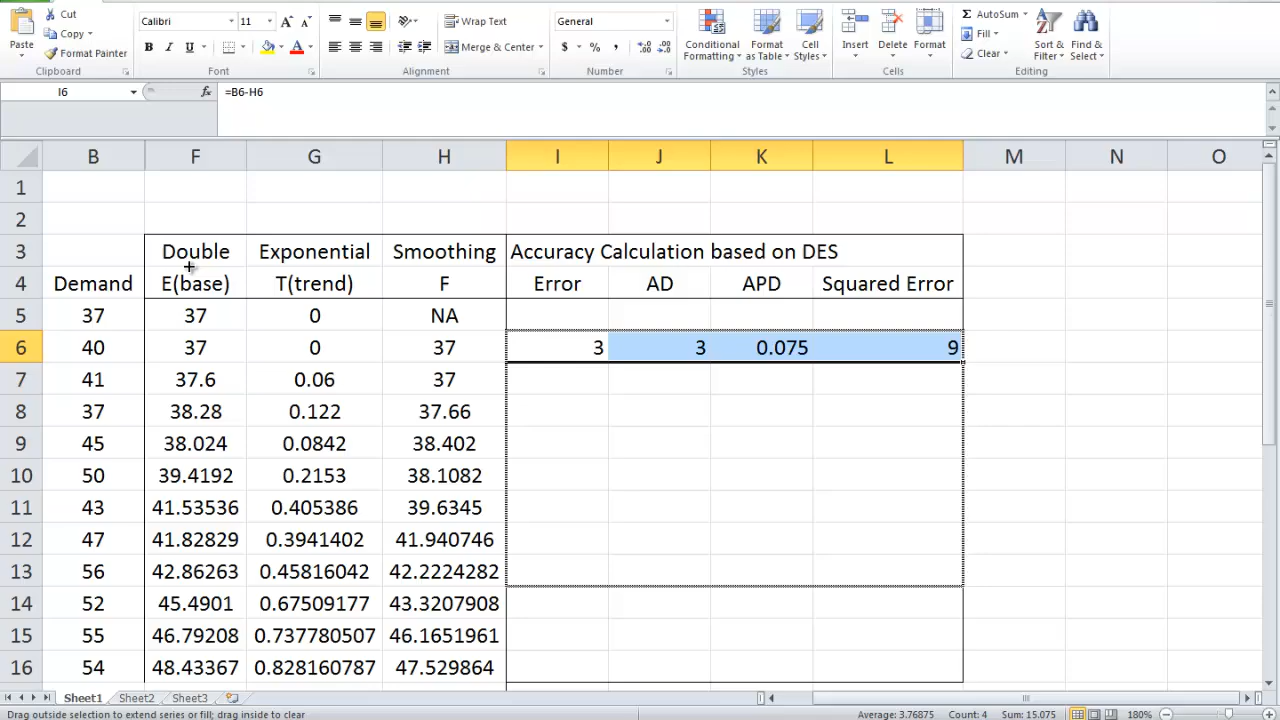 Cut
Copy
Format Painter
Paste
Clipboard
Calibri 11
B I U
Font
Wrap Text
Merge & Center
Alignment
General
$ % ,
Number
Conditional Formatting
Format as Table
Cell Styles
Styles
Insert
Delete
Format
Cells
AutoSum
Fill
Clear
Sort & Filter
Find & Select
Editing
I6 fx =B6-H6
B F G H I J K L M N O
1
2
3 Double Exponential Smoothing Accuracy Calculation based on DES
4 Demand E(base) T(trend) F Error AD APD Squared Error
5 37 37 0 NA
6 40 37 0 37 3 3 0.075 9
7 41 37.6 0.06 37
8 37 38.28 0.122 37.66
9 45 38.024 0.0842 38.402
10 50 39.4192 0.2153 38.1082
11 43 41.53536 0.405386 39.6345
12 47 41.82829 0.3941402 41.940746
13 56 42.86263 0.45816042 42.2224282
14 52 45.4901 0.67509177 43.3207908
15 55 46.79208 0.737780507 46.1651961
16 54 48.43367 0.828160787 47.529864
Sheet1 Sheet2 Sheet3
Drag outside selection to extend series or fill; drag inside to clear Average: 3.76875 Count: 4 Sum: 15.075 180%